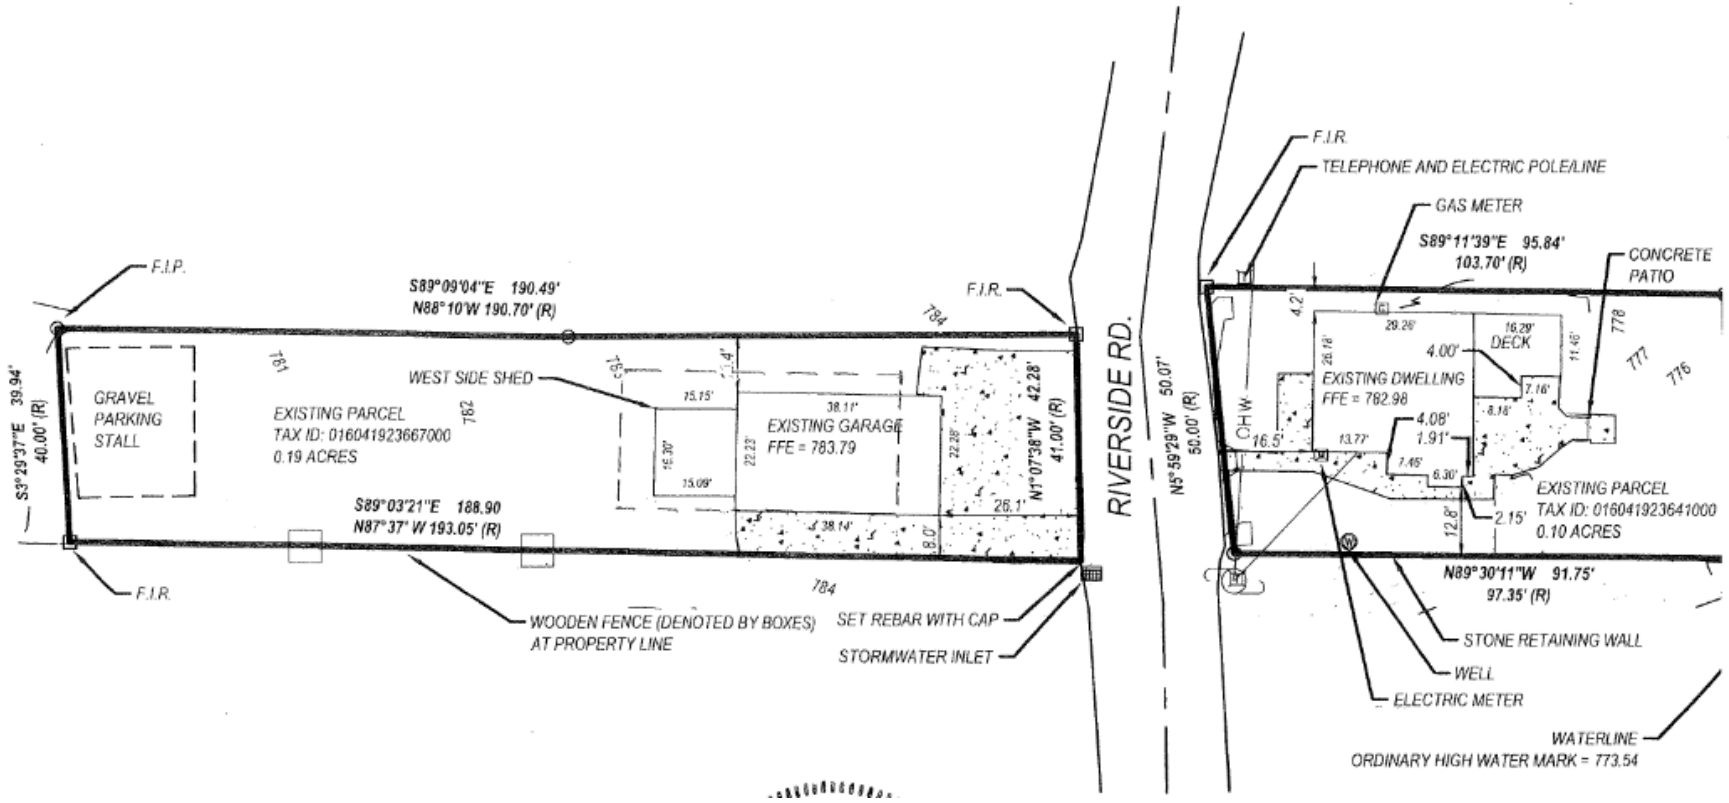 F.I.P.
S89°09'04"E 190.49'
N88°10'W 190.70' (R)
F.I.R.
784
S3°29'37"E 39.94'
40.00' (R)
GRAVEL
PARKING
STALL
781
781
782
WEST SIDE SHED
EXISTING PARCEL
TAX ID: 016041923667000
0.19 ACRES
15.15'
16.30'
15.09'
22.23'
38.11'
EXISTING GARAGE
FFE = 783.79
22.28'
38.14'
8.0'
26.1'
N1°07'38"W 42.28'
41.00' (R)
S89°03'21"E 188.90
N87°37' W 193.05' (R)
F.I.R.
WOODEN FENCE (DENOTED BY BOXES)
AT PROPERTY LINE
784
SET REBAR WITH CAP
STORMWATER INLET
RIVERSIDE RD.
N5°59'29"W 50.07'
50.00' (R)
F.I.R.
TELEPHONE AND ELECTRIC POLE/LINE
GAS METER
S89°11'39"E 95.84'
103.70' (R)
CONCRETE
PATIO
4.2'
G
29.26'
26.18'
16.29'
DECK
11.46'
778
777
776
4.00'
7.16'
8.16'
EXISTING DWELLING
FFE = 782.98
4.08'
1.91'
OHW
16.5'
13.77'
7.46'
6.30'
12.8'
2.15'
EXISTING PARCEL
TAX ID: 016041923641000
0.10 ACRES
W
N89°30'11"W 91.75'
97.35' (R)
STONE RETAINING WALL
WELL
ELECTRIC METER
WATERLINE
ORDINARY HIGH WATER MARK = 773.54